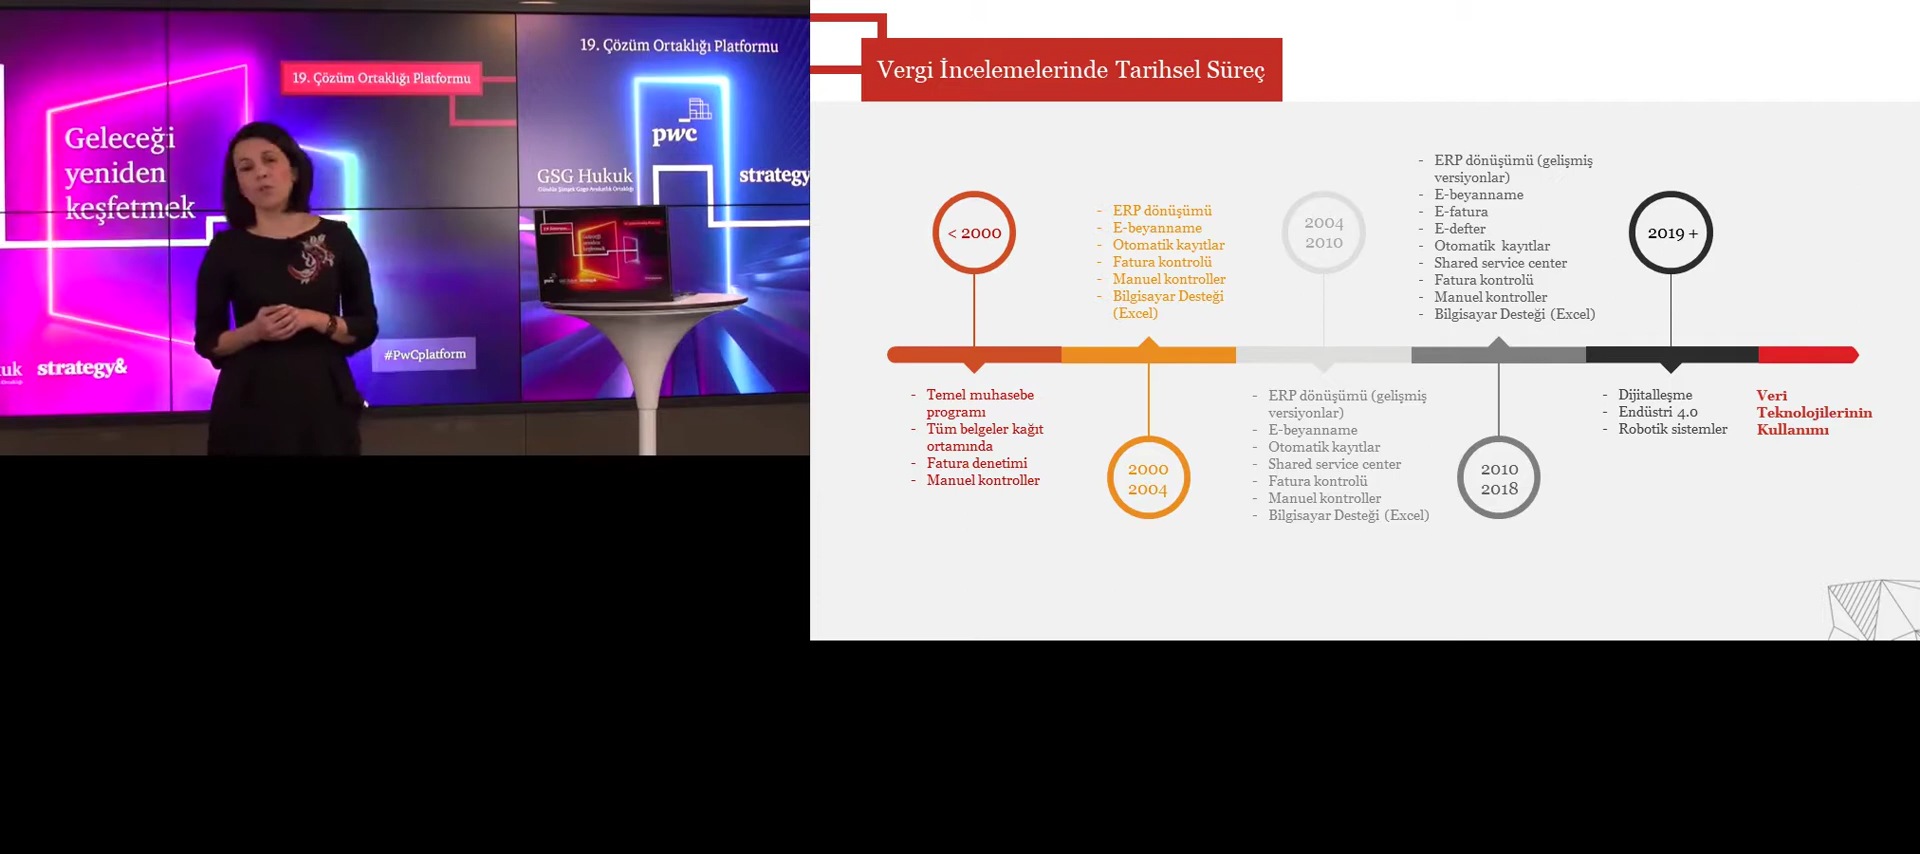 19. Çözüm Ortaklığı Platformu
19. Çözüm Ortaklığı Platformu
Geleceği
yeniden
keşfetmek
pwc
GSG Hukuk
strategy
#PwCplatform
uk
strategy&
Vergi İncelemelerinde Tarihsel Süreç
< 2000
- Temel muhasebe
programı
- Tüm belgeler kağıt
ortamında
- Fatura denetimi
- Manuel kontroller
- ERP dönüşümü
- E-beyanname
- Otomatik kayıtlar
- Fatura kontrolü
- Manuel kontroller
- Bilgisayar Desteği
(Excel)
2000
2004
2004
2010
- ERP dönüşümü (gelişmiş
versiyonlar)
- E-beyanname
- Otomatik kayıtlar
- Shared service center
- Fatura kontrolü
- Manuel kontroller
- Bilgisayar Desteği (Excel)
- ERP dönüşümü (gelişmiş
versiyonlar)
- E-beyanname
- E-fatura
- E-defter
- Otomatik kayıtlar
- Shared service center
- Fatura kontrolü
- Manuel kontroller
- Bilgisayar Desteği (Excel)
2010
2018
2019 +
- Dijitalleşme
- Endüstri 4.0
- Robotik sistemler
Veri
Teknolojilerinin
Kullanımı